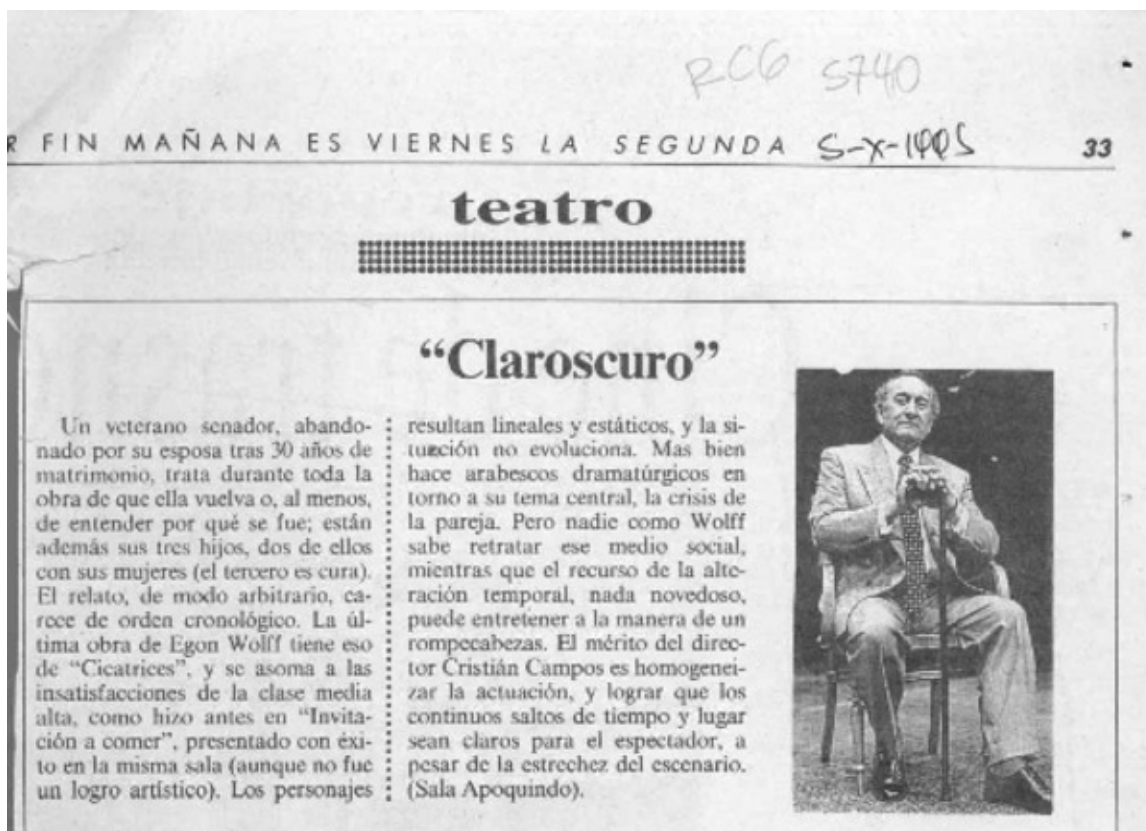 RCG 5740
R FIN MAÑANA ES VIERNES LA SEGUNDA 5-X-1995 33
teatro
“Claroscuro”
Un veterano senador, abando-
nado por su esposa tras 30 años de
matrimonio, trata durante toda la
obra de que ella vuelva o, al menos,
de entender por qué se fue; están
además sus tres hijos, dos de ellos
con sus mujeres (el tercero es cura).
El relato, de modo arbitrario, ca-
rece de orden cronológico. La úl-
tima obra de Egon Wolff tiene eso
de “Cicatrices”, y se asoma a las
insatisfacciones de la clase media
alta, como hizo antes en “Invita-
ción a comer”, presentado con éxi-
to en la misma sala (aunque no fue
un logro artístico). Los personajes
resultan lineales y estáticos, y la si-
tuación no evoluciona. Mas bien
hace arabescos dramatúrgicos en
torno a su tema central, la crisis de
la pareja. Pero nadie como Wolff
sabe retratar ese medio social,
mientras que el recurso de la alte-
ración temporal, nada novedoso,
puede entretener a la manera de un
rompecabezas. El mérito del direc-
tor Cristián Campos es homogenei-
zar la actuación, y lograr que los
continuos saltos de tiempo y lugar
sean claros para el espectador, a
pesar de la estrechez del escenario.
(Sala Apoquindo).